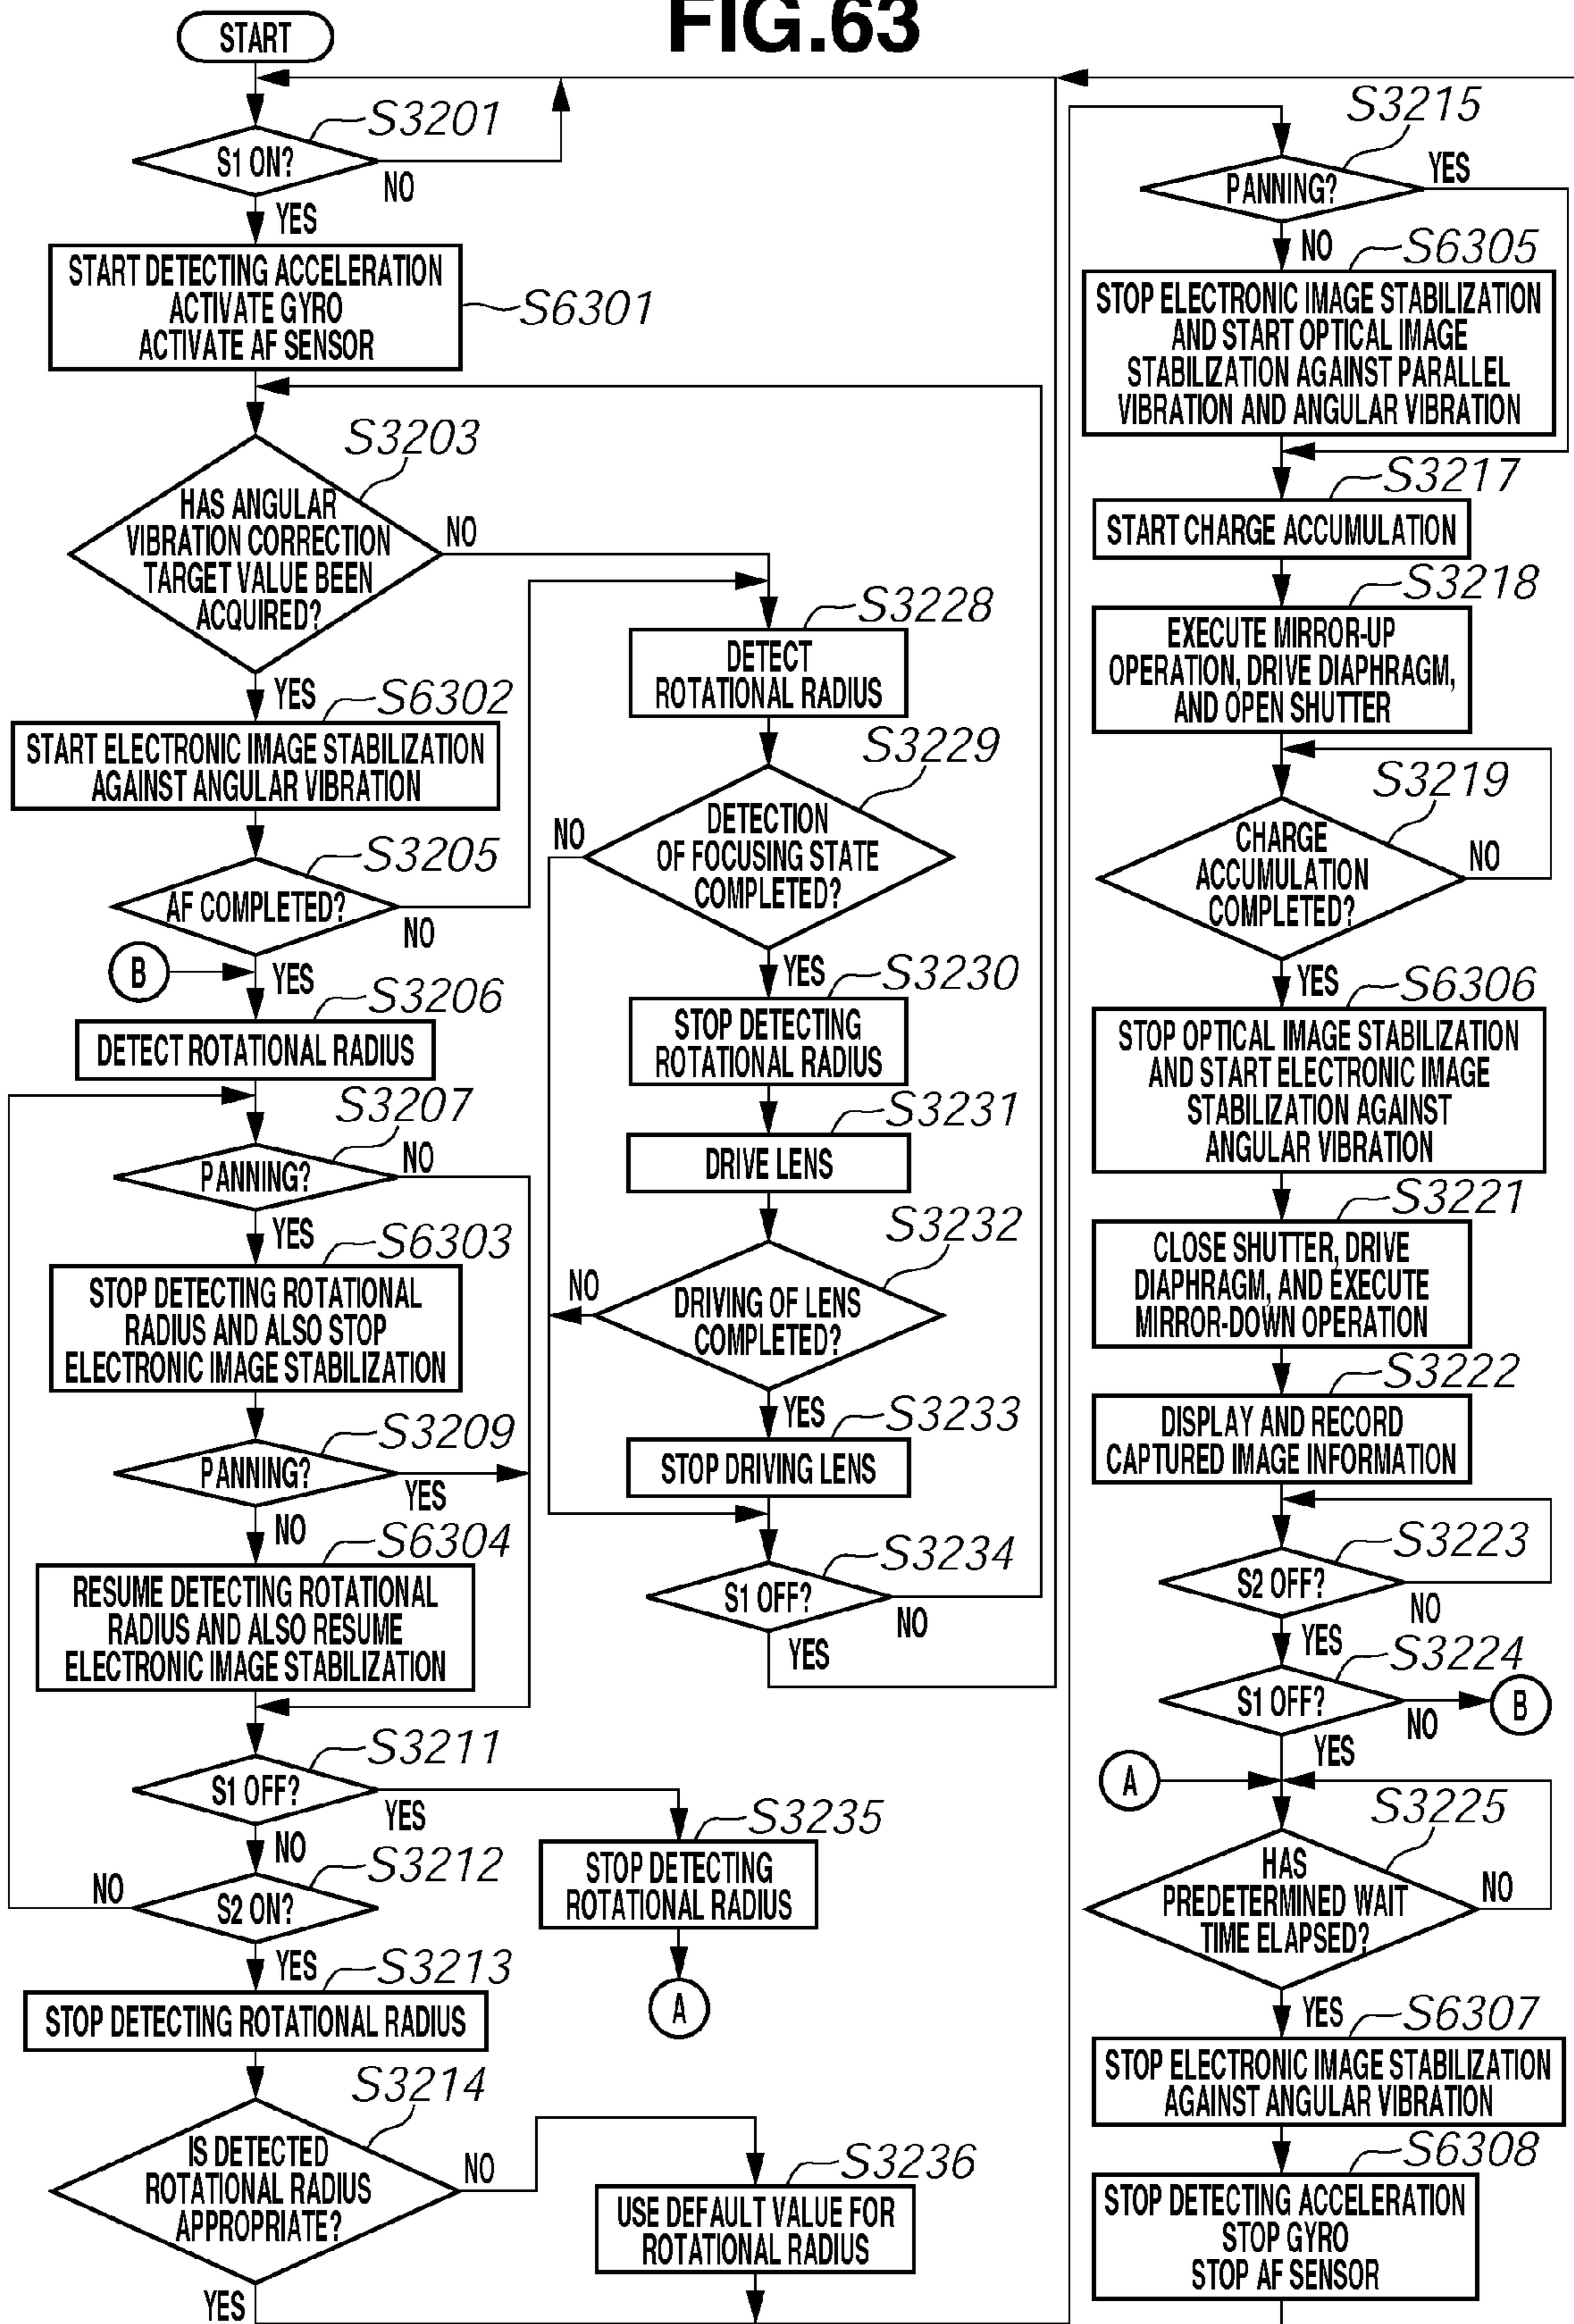 FIG.63
START
S3201
S1 ON?
NO
YES
START DETECTING ACCELERATION
ACTIVATE GYRO
ACTIVATE AF SENSOR
S6301
S3203
HAS ANGULAR
VIBRATION CORRECTION
TARGET VALUE BEEN
ACQUIRED?
NO
YES
S6302
START ELECTRONIC IMAGE STABILIZATION
AGAINST ANGULAR VIBRATION
S3205
AF COMPLETED?
NO
B
YES
S3206
DETECT ROTATIONAL RADIUS
S3207
PANNING?
NO
YES
S6303
STOP DETECTING ROTATIONAL
RADIUS AND ALSO STOP
ELECTRONIC IMAGE STABILIZATION
S3209
PANNING?
YES
NO
S6304
RESUME DETECTING ROTATIONAL
RADIUS AND ALSO RESUME
ELECTRONIC IMAGE STABILIZATION
S3211
S1 OFF?
YES
NO
S3212
NO
S2 ON?
YES
S3213
STOP DETECTING ROTATIONAL RADIUS
S3214
IS DETECTED
ROTATIONAL RADIUS
APPROPRIATE?
NO
YES
S3228
DETECT
ROTATIONAL RADIUS
S3229
NO
DETECTION
OF FOCUSING STATE
COMPLETED?
YES
S3230
STOP DETECTING
ROTATIONAL RADIUS
S3231
DRIVE LENS
S3232
NO
DRIVING OF LENS
COMPLETED?
YES
S3233
STOP DRIVING LENS
S3234
S1 OFF?
NO
YES
S3235
STOP DETECTING
ROTATIONAL RADIUS
A
S3236
USE DEFAULT VALUE FOR
ROTATIONAL RADIUS
S3215
PANNING?
YES
NO
S6305
STOP ELECTRONIC IMAGE STABILIZATION
AND START OPTICAL IMAGE
STABILIZATION AGAINST PARALLEL
VIBRATION AND ANGULAR VIBRATION
S3217
START CHARGE ACCUMULATION
S3218
EXECUTE MIRROR-UP
OPERATION, DRIVE DIAPHRAGM,
AND OPEN SHUTTER
S3219
CHARGE
ACCUMULATION
COMPLETED?
NO
YES
S6306
STOP OPTICAL IMAGE STABILIZATION
AND START ELECTRONIC IMAGE
STABILIZATION AGAINST
ANGULAR VIBRATION
S3221
CLOSE SHUTTER, DRIVE
DIAPHRAGM, AND EXECUTE
MIRROR-DOWN OPERATION
S3222
DISPLAY AND RECORD
CAPTURED IMAGE INFORMATION
S3223
S2 OFF?
NO
YES
S3224
S1 OFF?
NO
B
YES
A
S3225
HAS
PREDETERMINED WAIT
TIME ELAPSED?
NO
YES
S6307
STOP ELECTRONIC IMAGE STABILIZATION
AGAINST ANGULAR VIBRATION
S6308
STOP DETECTING ACCELERATION
STOP GYRO
STOP AF SENSOR